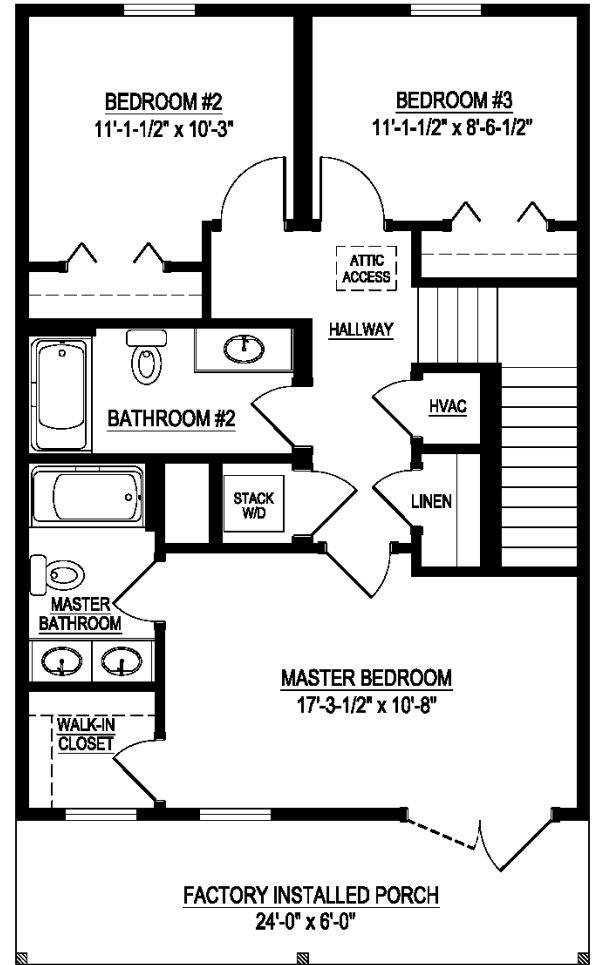 BEDROOM #2
11'-1-1/2" x 10'-3"
BEDROOM #3
11'-1-1/2" x 8'-6-1/2"
ATTIC
ACCESS
HALLWAY
BATHROOM #2
HVAC
STACK
W/D
LINEN
MASTER
BATHROOM
MASTER BEDROOM
17'-3-1/2" x 10'-8"
WALK-IN
CLOSET
FACTORY INSTALLED PORCH
24'-0" x 6'-0"